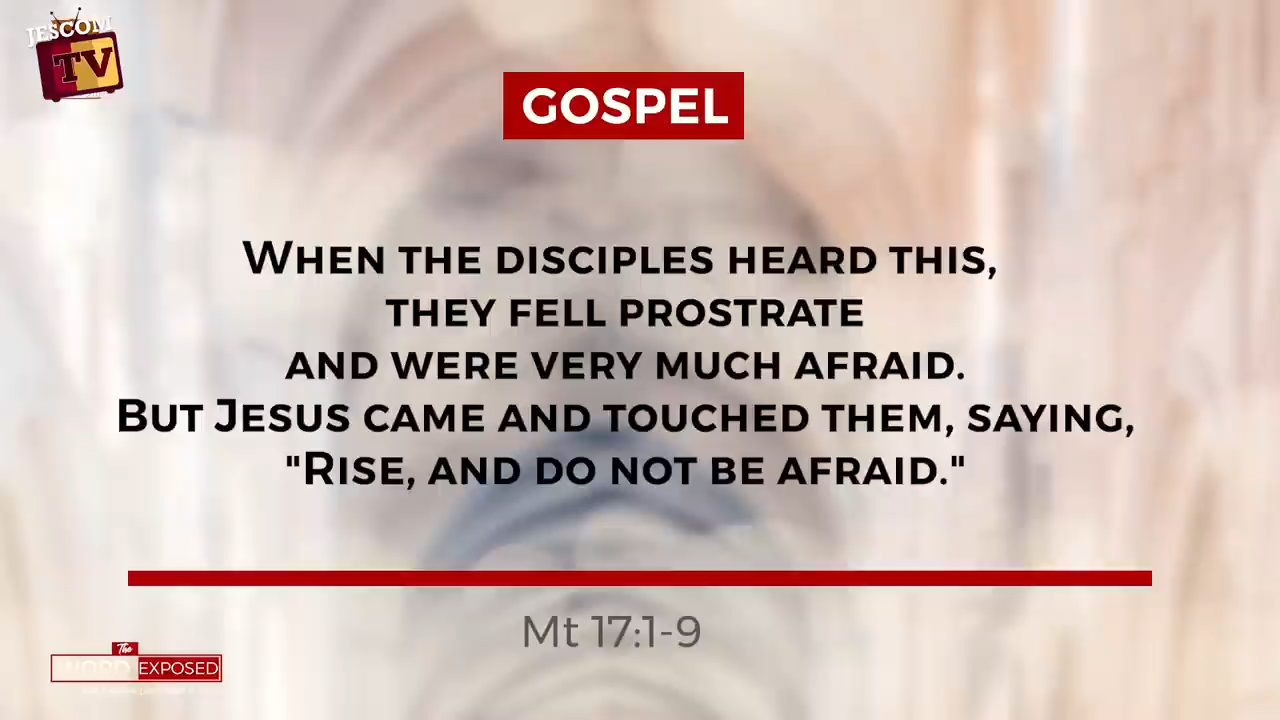 JESCOM
TV
GOSPEL
When the disciples heard this,
they fell prostrate
and were very much afraid.
But Jesus came and touched them, saying,
"Rise, and do not be afraid."
Mt 17:1-9
The
WORD EXPOSED